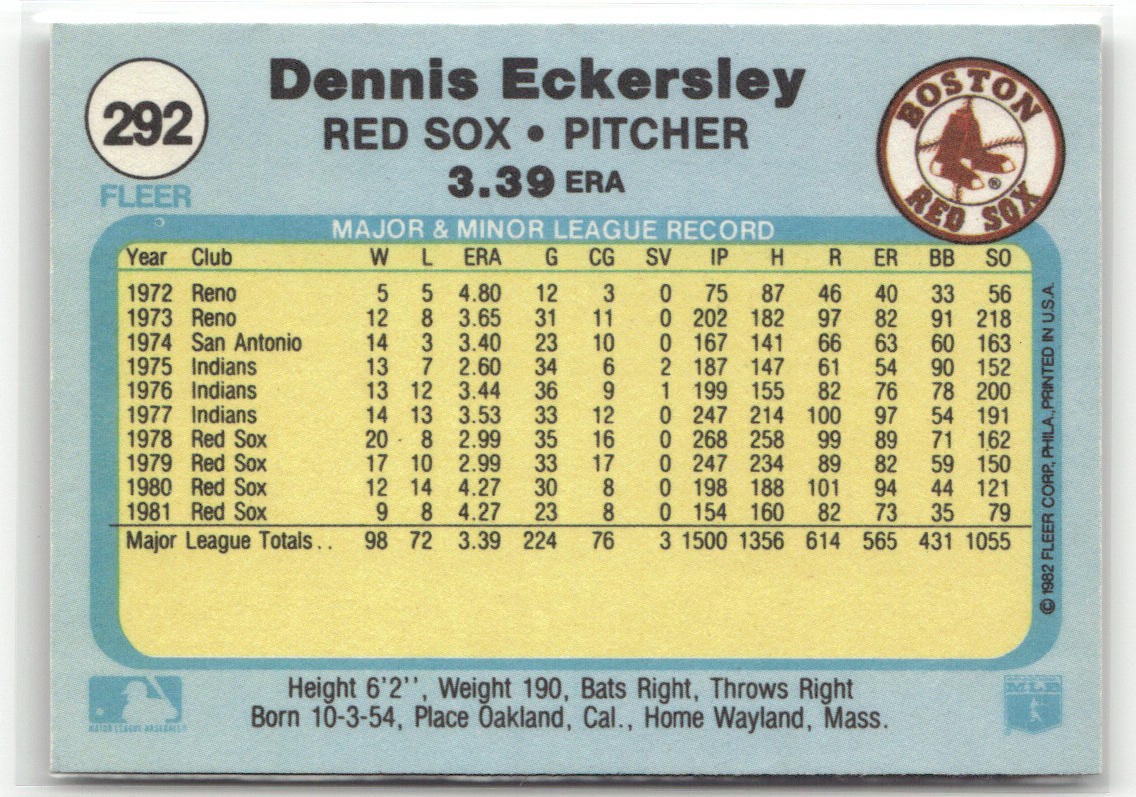 292
FLEER
Dennis Eckersley
RED SOX • PITCHER
3.39 ERA
BOSTON
RED SOX
®
MAJOR & MINOR LEAGUE RECORD
Year Club W L ERA G CG SV IP H R ER BB SO
1972 Reno 5 5 4.80 12 3 0 75 87 46 40 33 56
1973 Reno 12 8 3.65 31 11 0 202 182 97 82 91 218
1974 San Antonio 14 3 3.40 23 10 0 167 141 66 63 60 163
1975 Indians 13 7 2.60 34 6 2 187 147 61 54 90 152
1976 Indians 13 12 3.44 36 9 1 199 155 82 76 78 200
1977 Indians 14 13 3.53 33 12 0 247 214 100 97 54 191
1978 Red Sox 20 8 2.99 35 16 0 268 258 99 89 71 162
1979 Red Sox 17 10 2.99 33 17 0 247 234 89 82 59 150
1980 Red Sox 12 14 4.27 30 8 0 198 188 101 94 44 121
1981 Red Sox 9 8 4.27 23 8 0 154 160 82 73 35 79
Major League Totals.. 98 72 3.39 224 76 3 1500 1356 614 565 431 1055
© 1982 FLEER CORP, PHILA., PRINTED IN U.S.A.
Height 6'2'', Weight 190, Bats Right, Throws Right
Born 10-3-54, Place Oakland, Cal., Home Wayland, Mass.
MAJOR LEAGUE BASEBALL
MLB